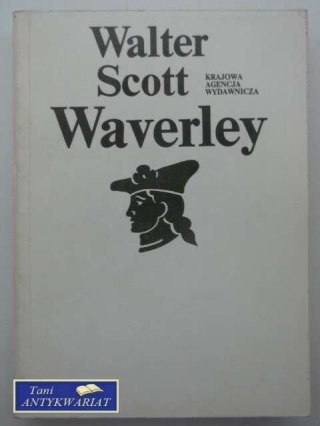 Walter
Scott
KRAJOWA
AGENCJA
WYDAWNICZA
Waverley
Tani
ANTYKWARIAT